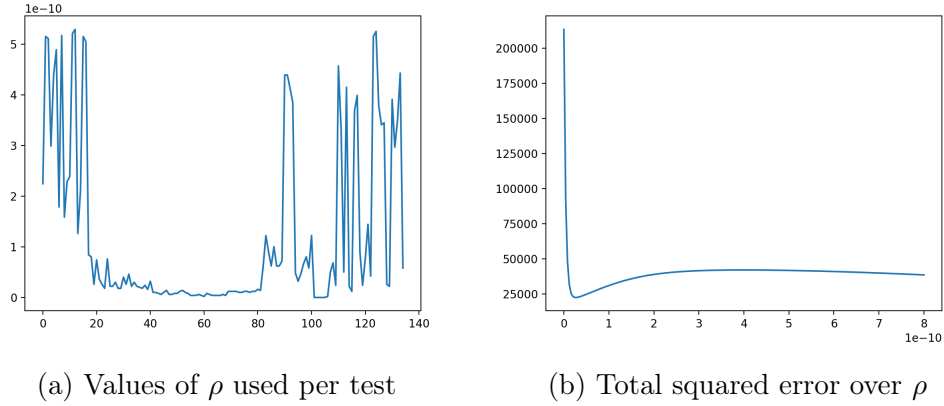 1e−10
5
4
3
2
1
0
0 20 40 60 80 100 120 140
200000
175000
150000
125000
100000
75000
50000
25000
0 1 2 3 4 5 6 7 8
1e−10
(a) Values of ρ used per test
(b) Total squared error over ρ